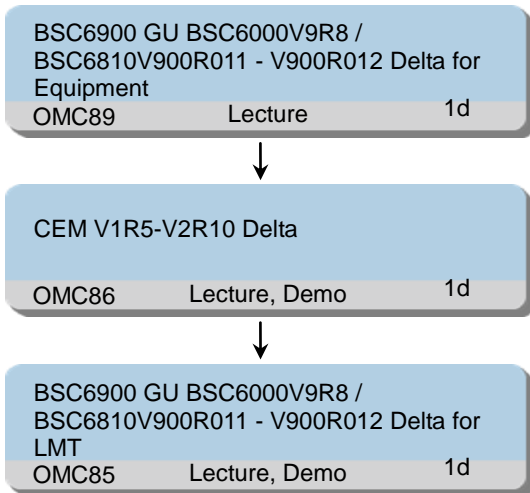 BSC6900 GU BSC6000V9R8 /
BSC6810V900R011 - V900R012 Delta for
Equipment
OMC89 Lecture 1d
CEM V1R5-V2R10 Delta
OMC86 Lecture, Demo 1d
BSC6900 GU BSC6000V9R8 /
BSC6810V900R011 - V900R012 Delta for
LMT
OMC85 Lecture, Demo 1d